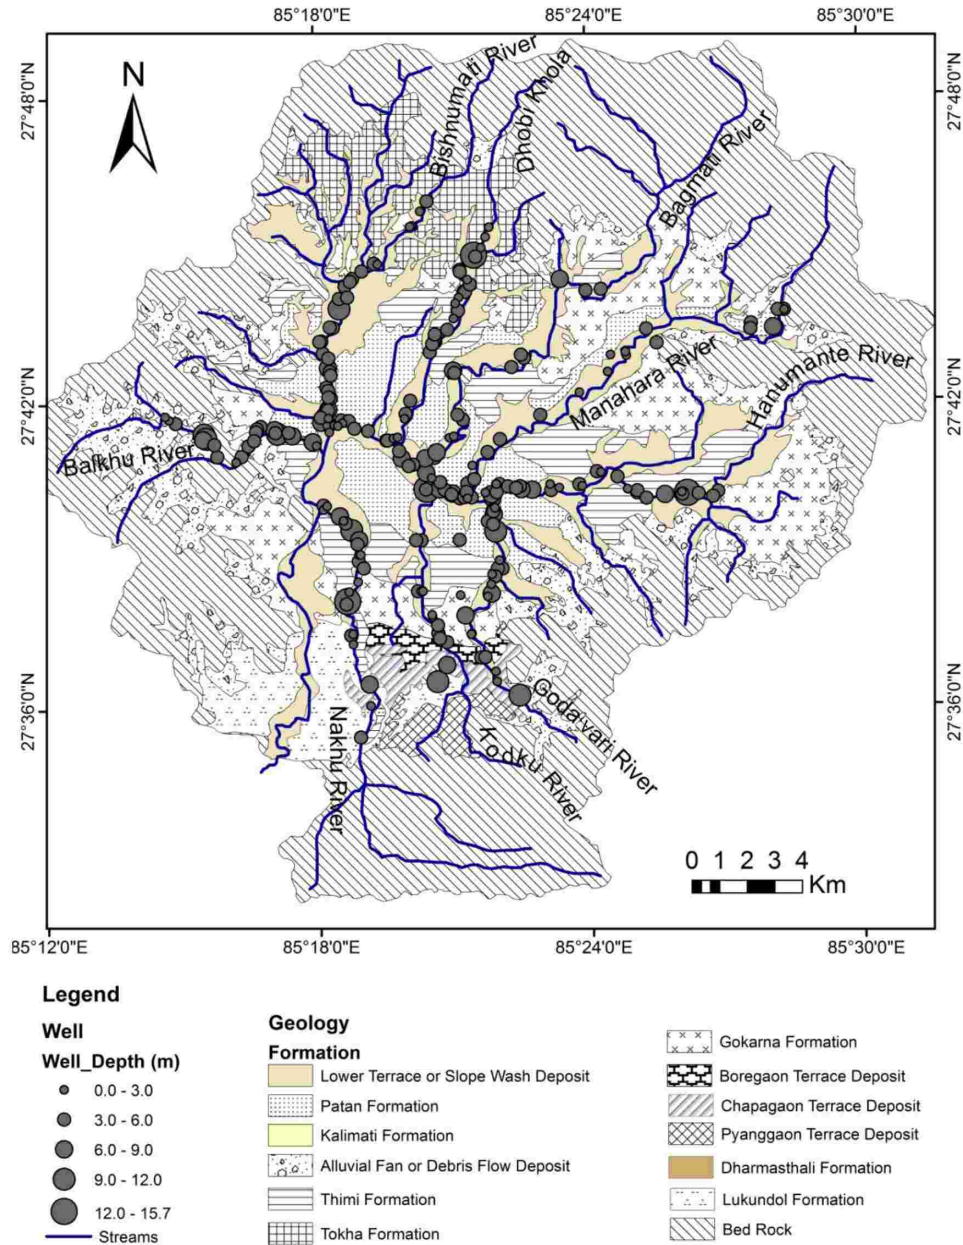 85°18'0"E 85°24'0"E 85°30'0"E
27°48'0"N
27°48'0"N
N
Bishnumati River
Dhobi Khola
Bagmati River
27°42'0"N
27°42'0"N
Manahara River
Hanumante River
Balkhu River
27°36'0"N
27°36'0"N
Nakhu River
Kodku River
Godavari River
0 1 2 3 4
Km
85°12'0"E 85°18'0"E 85°24'0"E 85°30'0"E
Legend
Well
Well_Depth (m)
0.0 - 3.0
3.0 - 6.0
6.0 - 9.0
9.0 - 12.0
12.0 - 15.7
Streams
Geology
Formation
Lower Terrace or Slope Wash Deposit
Patan Formation
Kalimati Formation
Alluvial Fan or Debris Flow Deposit
Thimi Formation
Tokha Formation
Gokarna Formation
Boregaon Terrace Deposit
Chapagaon Terrace Deposit
Pyanggaon Terrace Deposit
Dharmasthali Formation
Lukundol Formation
Bed Rock